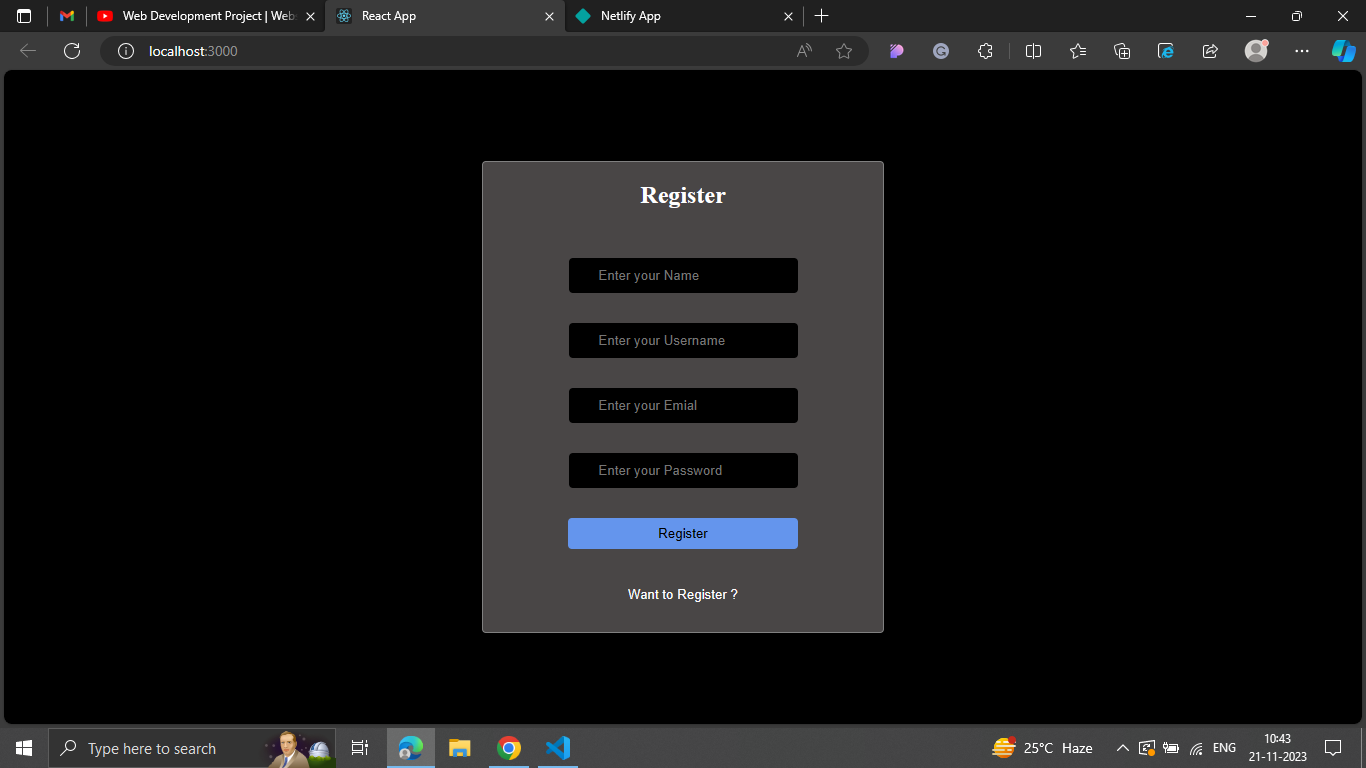 Web Development Project | Webs
React App
Netlify App
localhost:3000
Register
Enter your Name
Enter your Username
Enter your Emial
Enter your Password
Register
Want to Register ?
Type here to search
25°C Haze
ENG
10:43
21-11-2023